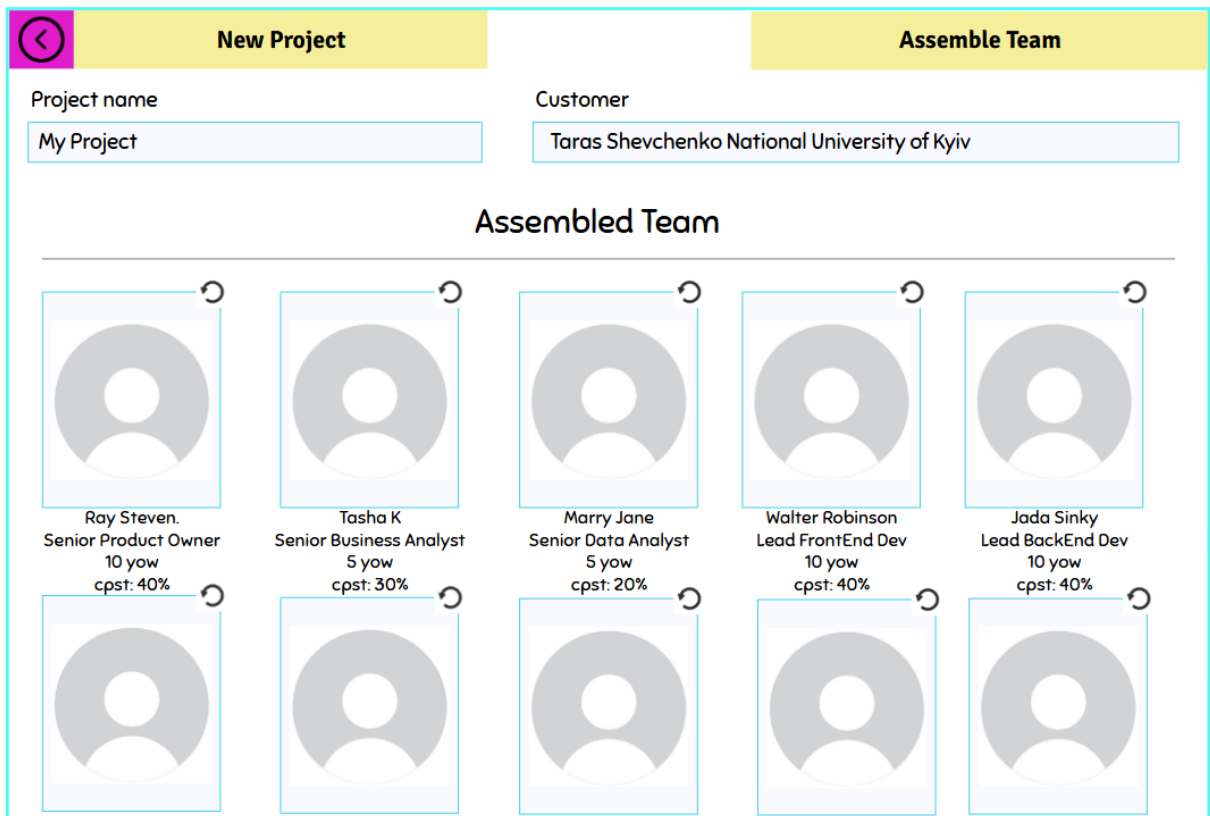 New Project
Assemble Team
Project name
Customer
My Project
Taras Shevchenko National University of Kyiv
Assembled Team
Ray Steven.
Senior Product Owner
10 yow
cpst: 40%
Tasha K
Senior Business Analyst
5 yow
cpst: 30%
Marry Jane
Senior Data Analyst
5 yow
cpst: 20%
Walter Robinson
Lead FrontEnd Dev
10 yow
cpst: 40%
Jada Sinky
Lead BackEnd Dev
10 yow
cpst: 40%